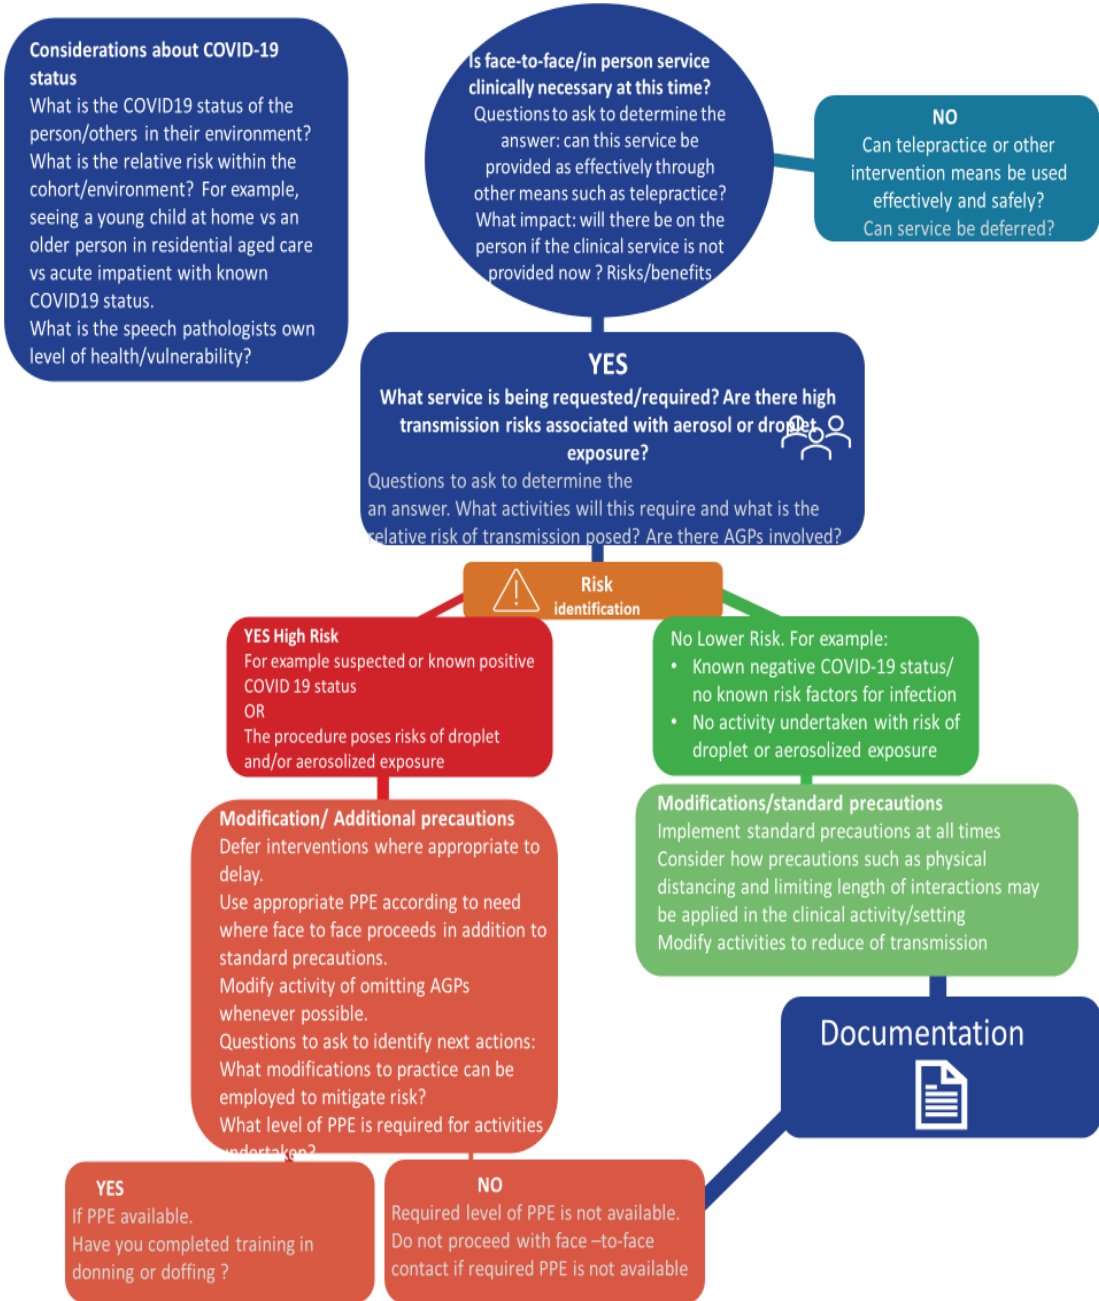 Considerations about COVID-19
status
What is the COVID19 status of the
person/others in their environment?
What is the relative risk within the
cohort/environment? For example,
seeing a young child at home vs an
older person in residential aged care
vs acute impatient with known
COVID19 status.
What is the speech pathologists own
level of health/vulnerability?
Is face-to-face/in person service
clinically necessary at this time?
Questions to ask to determine the
answer: can this service be
provided as effectively through
other means such as telepractice?
What impact: will there be on the
person if the clinical service is not
provided now ? Risks/benefits
NO
Can telepractice or other
intervention means be used
effectively and safely?
Can service be deferred?
YES
What service is being requested/required? Are there high
transmission risks associated with aerosol or droplet
exposure?
Questions to ask to determine the
an answer. What activities will this require and what is the
relative risk of transmission posed? Are there AGPs involved?
Risk
identification
YES High Risk
For example suspected or known positive
COVID 19 status
OR
The procedure poses risks of droplet
and/or aerosolized exposure
No Lower Risk. For example:
• Known negative COVID-19 status/
no known risk factors for infection
• No activity undertaken with risk of
droplet or aerosolized exposure
Modification/ Additional precautions
Defer interventions where appropriate to
delay.
Use appropriate PPE according to need
where face to face proceeds in addition to
standard precautions.
Modify activity of omitting AGPs
whenever possible.
Questions to ask to identify next actions:
What modifications to practice can be
employed to mitigate risk?
What level of PPE is required for activities
undertaken?
Modifications/standard precautions
Implement standard precautions at all times
Consider how precautions such as physical
distancing and limiting length of interactions may
be applied in the clinical activity/setting
Modify activities to reduce of transmission
Documentation
YES
If PPE available.
Have you completed training in
donning or doffing ?
NO
Required level of PPE is not available.
Do not proceed with face –to-face
contact if required PPE is not available